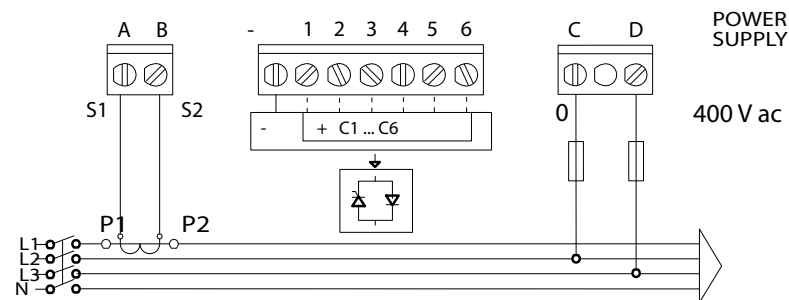 A B - 1 2 3 4 5 6 C D POWER
SUPPLY
S1 S2 0 400 V ac
- + C1 ... C6
P1 P2
L1
L2
L3
N